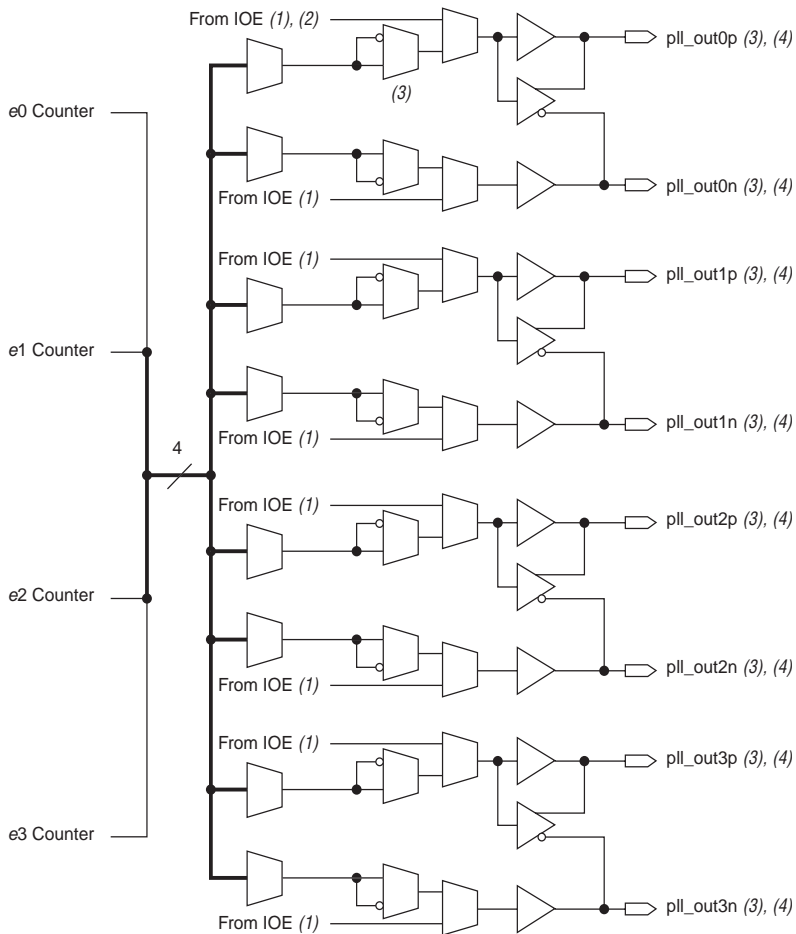 From IOE (1), (2)
pll_out0p (3), (4)
(3)
e0 Counter
pll_out0n (3), (4)
From IOE (1)
From IOE (1)
pll_out1p (3), (4)
e1 Counter
pll_out1n (3), (4)
From IOE (1)
4
From IOE (1)
pll_out2p (3), (4)
e2 Counter
pll_out2n (3), (4)
From IOE (1)
From IOE (1)
pll_out3p (3), (4)
e3 Counter
pll_out3n (3), (4)
From IOE (1)